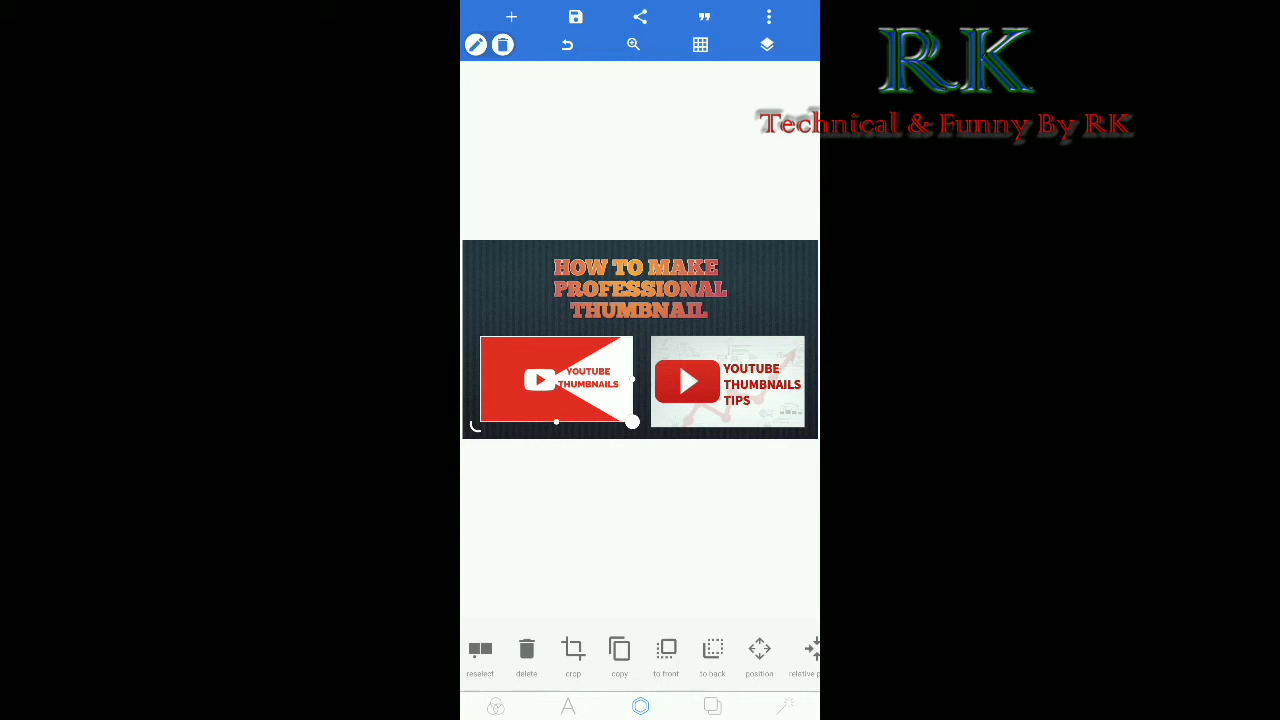 RK
Technical & Funny By RK
HOW TO MAKE
PROFESSIONAL
THUMBNAIL
YOUTUBE
THUMBNAILS
YOUTUBE
THUMBNAILS
TIPS
reselect
delete
crop
copy
to front
to back
position
relative p